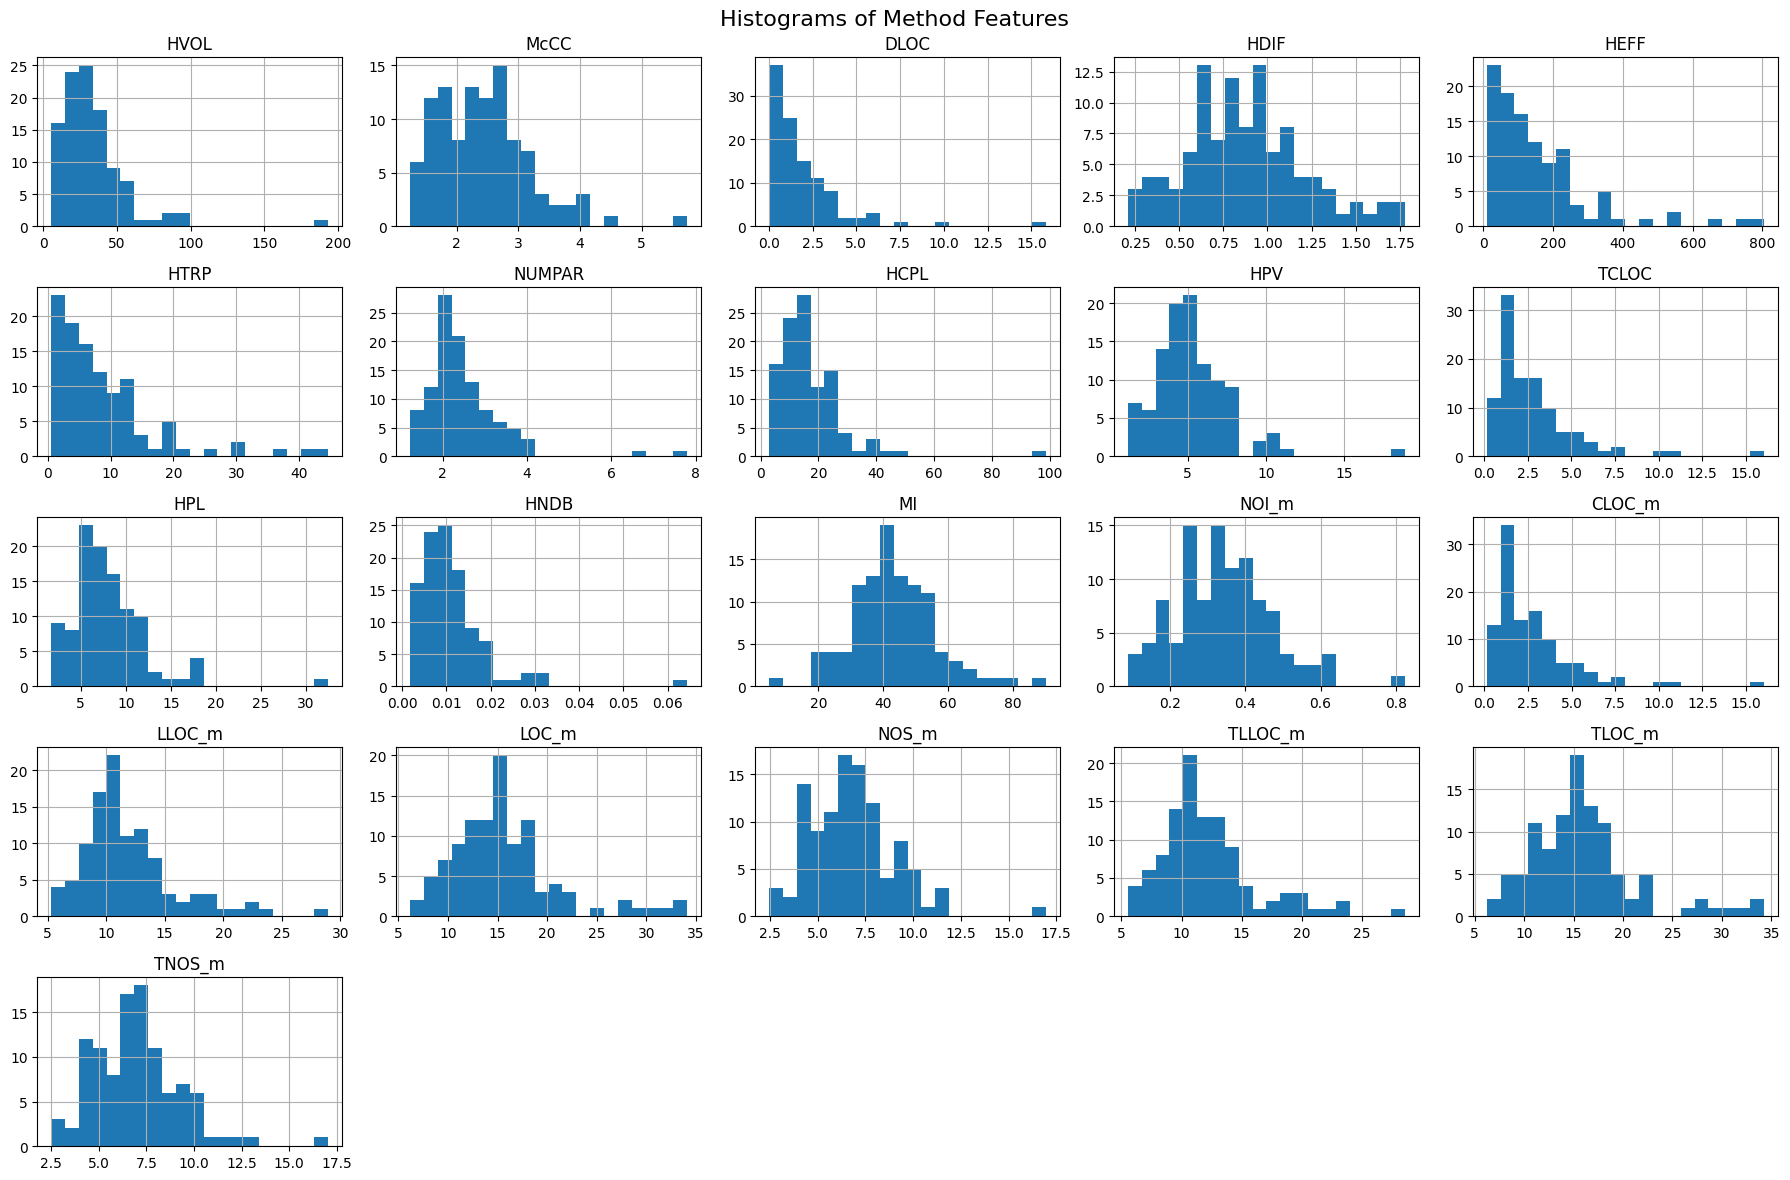 Histograms of Method Features
HVOL McCC DLOC HDIF HEFF
25 20 15 10 5 0
0 50 100 150 200
15 10 5 0
2 3 4 5
30 20 10 0
0.0 2.5 5.0 7.5 10.0 12.5 15.0
12.5 10.0 7.5 5.0 2.5 0.0
0.25 0.50 0.75 1.00 1.25 1.50 1.75
20 15 10 5 0
0 200 400 600 800
HTRP NUMPAR HCPL HPV TCLOC
20 15 10 5 0
0 10 20 30 40
25 20 15 10 5 0
2 4 6 8
25 20 15 10 5 0
0 20 40 60 80 100
20 15 10 5 0
5 10 15
30 20 10 0
0.0 2.5 5.0 7.5 10.0 12.5 15.0
HPL HNDB MI NOI_m CLOC_m
20 15 10 5 0
5 10 15 20 25 30
25 20 15 10 5 0
0.00 0.01 0.02 0.03 0.04 0.05 0.06
15 10 5 0
20 40 60 80
15 10 5 0
0.2 0.4 0.6 0.8
30 20 10 0
0.0 2.5 5.0 7.5 10.0 12.5 15.0
LLOC_m LOC_m NOS_m TLLOC_m TLOC_m
20 15 10 5 0
5 10 15 20 25 30
20 15 10 5 0
5 10 15 20 25 30 35
15 10 5 0
2.5 5.0 7.5 10.0 12.5 15.0 17.5
20 15 10 5 0
5 10 15 20 25
15 10 5 0
5 10 15 20 25 30 35
TNOS_m
15 10 5 0
2.5 5.0 7.5 10.0 12.5 15.0 17.5